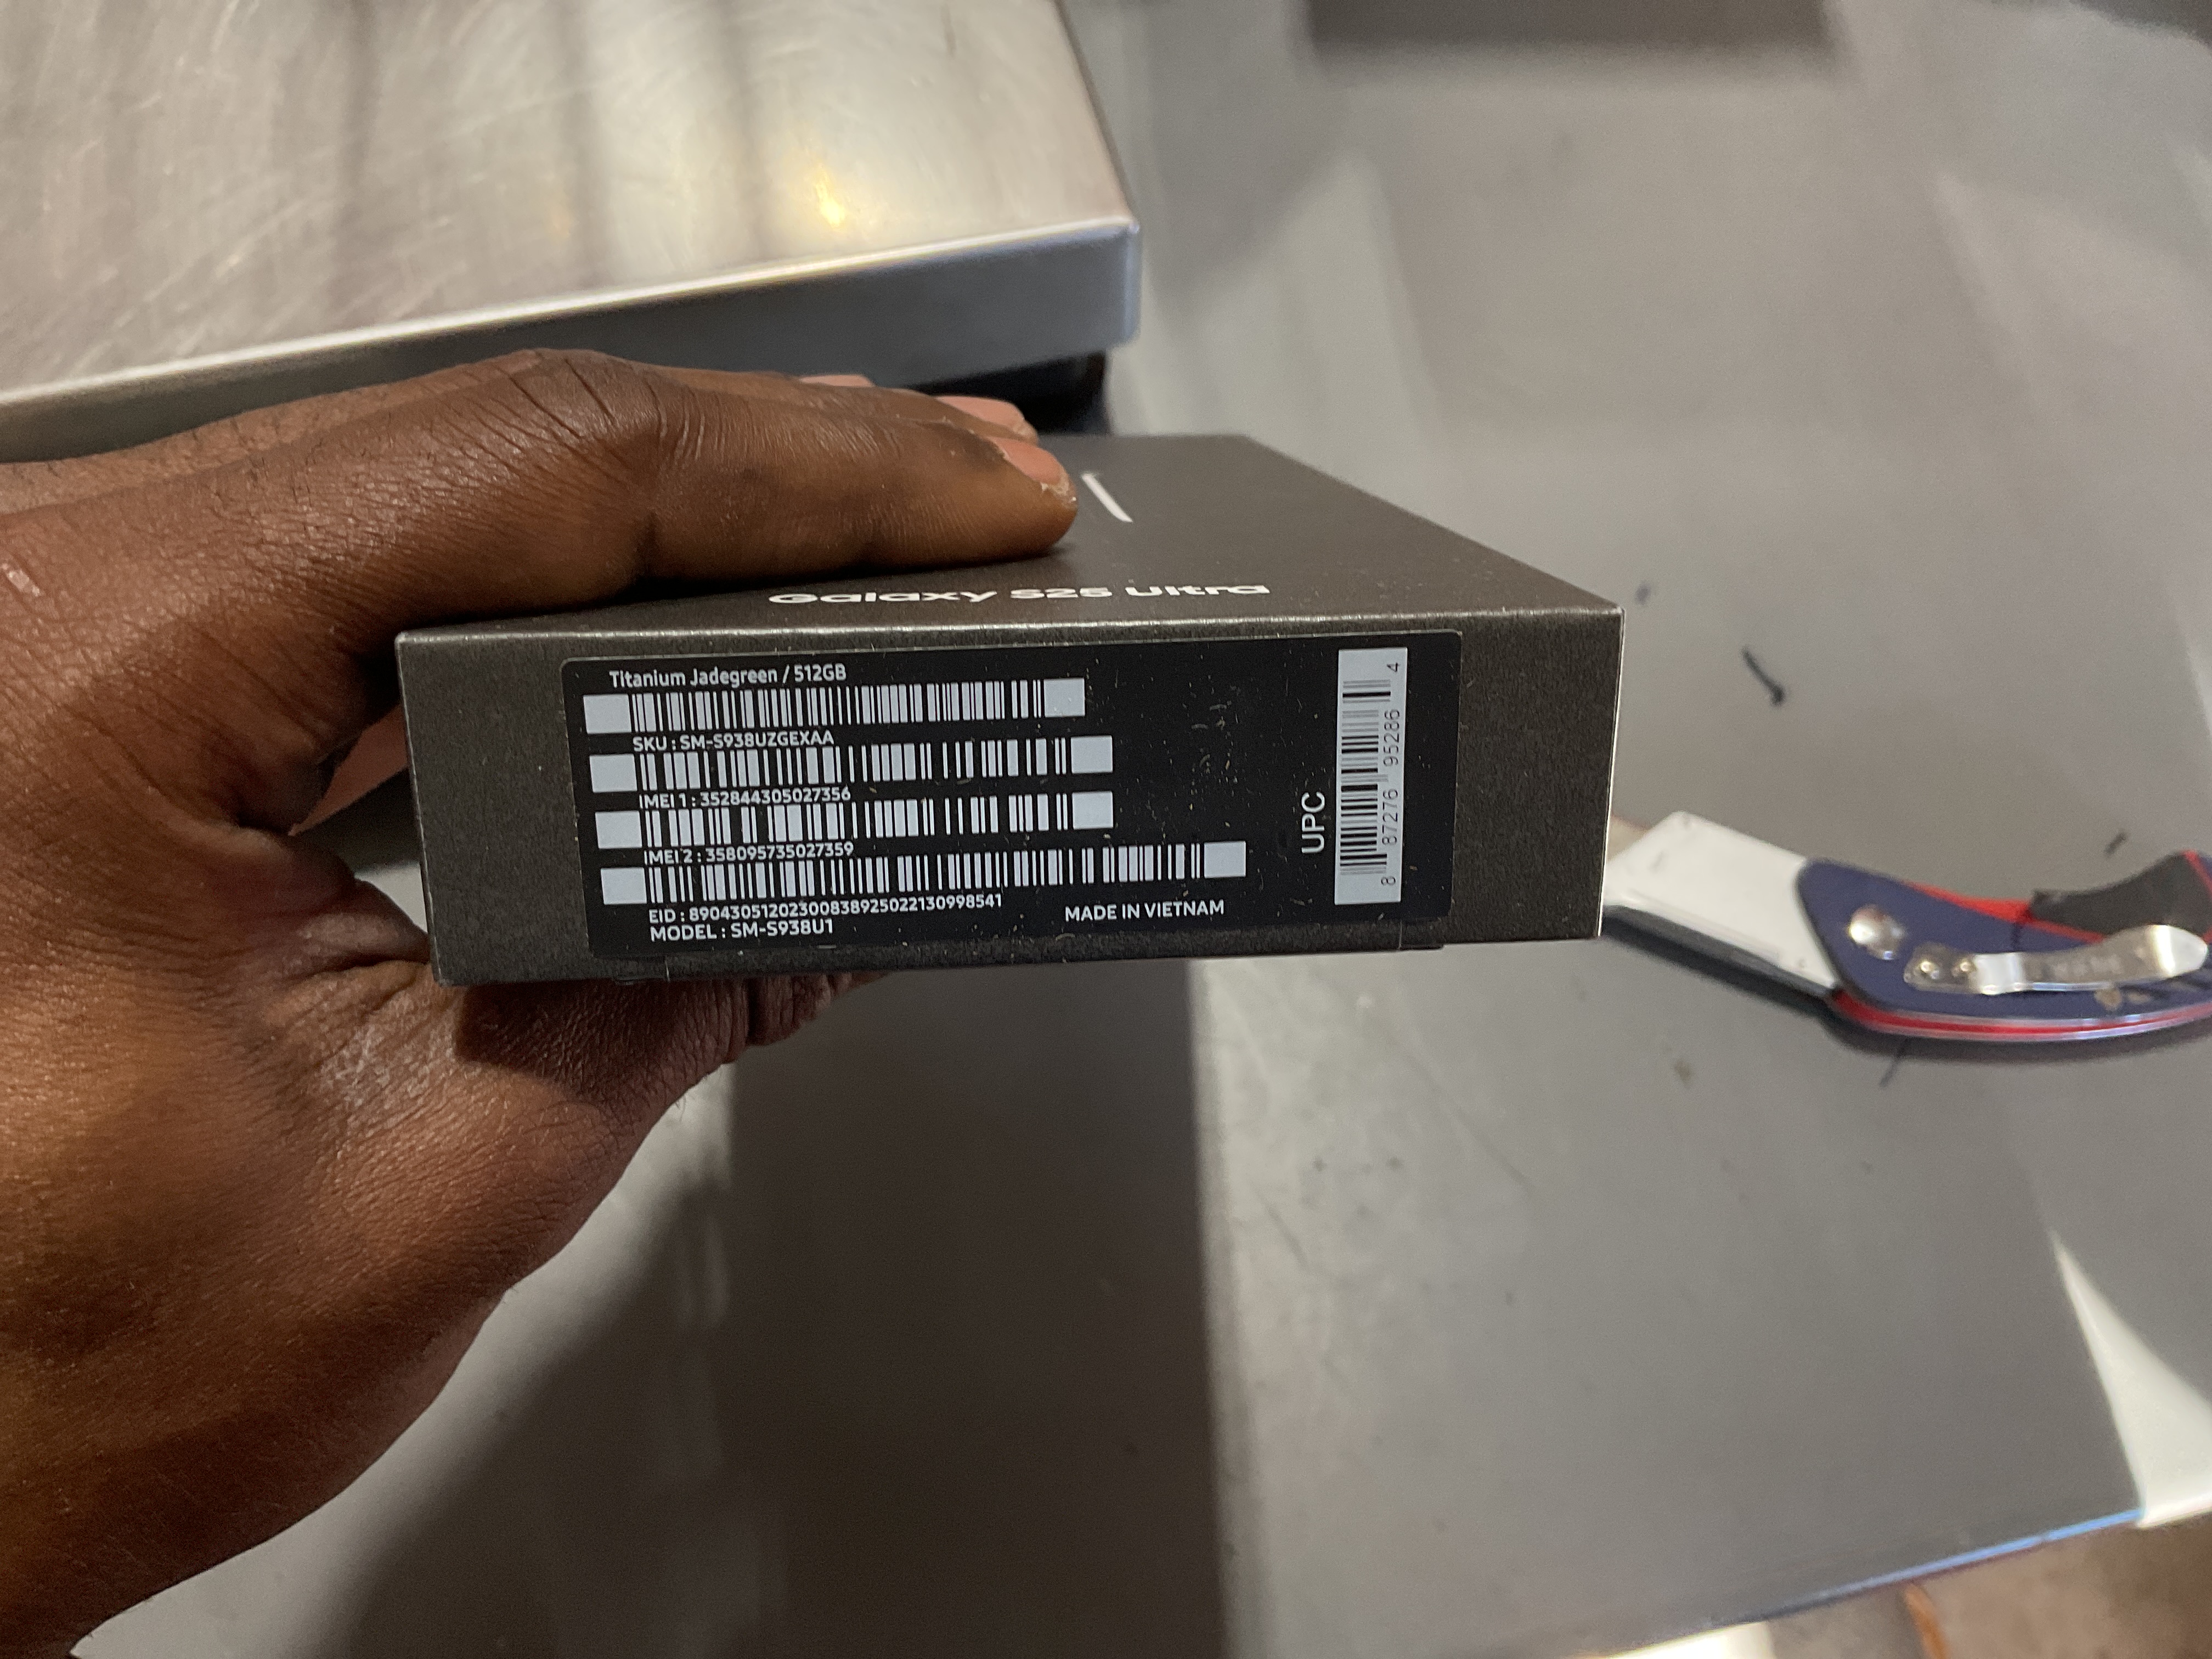 Galaxy S25 Ultra
Titanium Jadegreen / 512GB
SKU : SM-S938UZGEXAA
IMEI 1 : 352844305027356
IMEI 2 : 358095735027359
EID : 89043051202300838925022130998541
MODEL : SM-S938U1
MADE IN VIETNAM
UPC
8 87276 95286 4